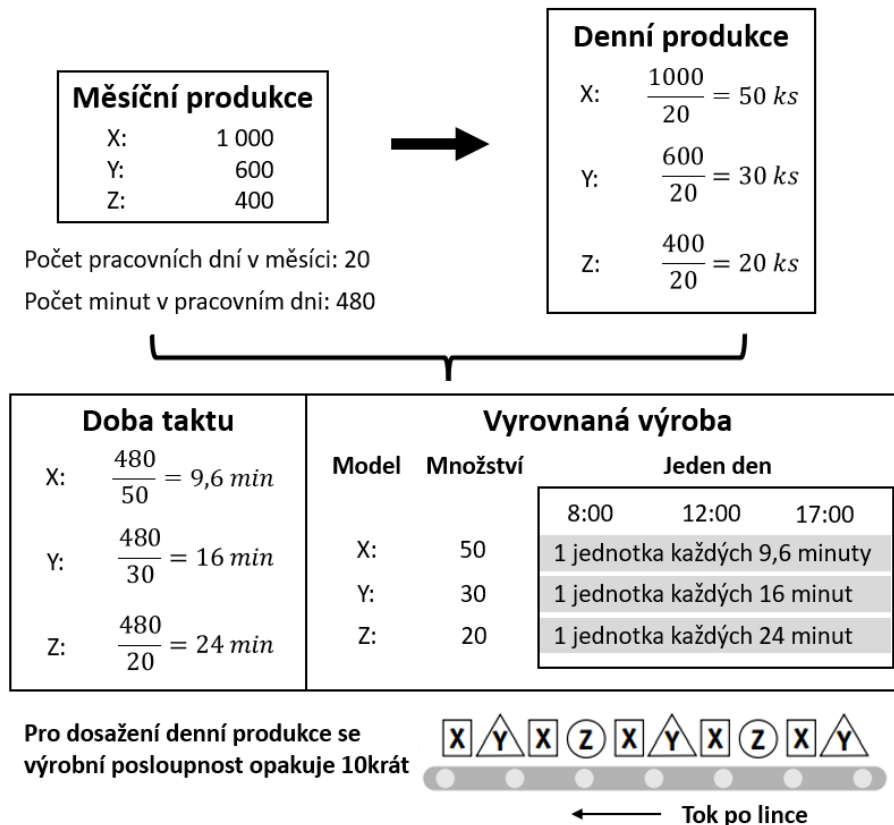 Měsíční produkce
X: 1 000
Y: 600
Z: 400
Denní produkce
X: 1000/20 = 50 ks
Y: 600/20 = 30 ks
Z: 400/20 = 20 ks
Počet pracovních dní v měsíci: 20
Počet minut v pracovním dni: 480
Doba taktu
X: 480/50 = 9,6 min
Y: 480/30 = 16 min
Z: 480/20 = 24 min
Vyrovnaná výroba
Model Množství Jeden den
8:00 12:00 17:00
X: 50 1 jednotka každých 9,6 minuty
Y: 30 1 jednotka každých 16 minut
Z: 20 1 jednotka každých 24 minut
Pro dosažení denní produkce se
výrobní posloupnost opakuje 10krát
X Y X Z X Y X Z X Y
Tok po lince